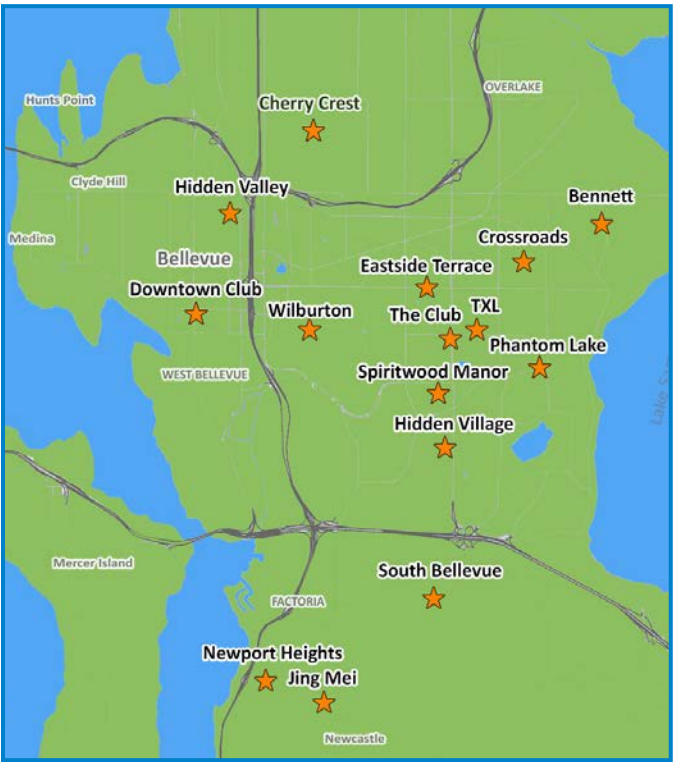 Hunts Point
OVERLAKE
Cherry Crest
Clyde Hill
Hidden Valley
Bennett
Medina
Crossroads
Bellevue
Eastside Terrace
Downtown Club
Wilburton
The Club
TXL
Phantom Lake
WEST BELLEVUE
Spiritwood Manor
Hidden Village
Mercer Island
South Bellevue
FACTORIA
Newport Heights
Jing Mei
Newcastle